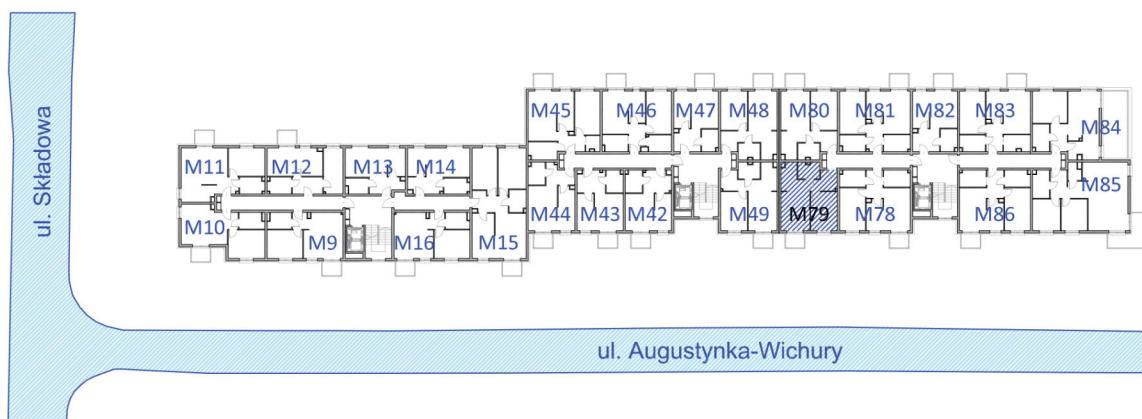 ul. Składowa
M45
M46
M47
M48
M80
M81
M82
M83
M84
M11
M12
M13
M14
M85
M10
M9
M16
M15
M44
M43
M42
M49
M79
M78
M86
ul. Augustynka-Wichury